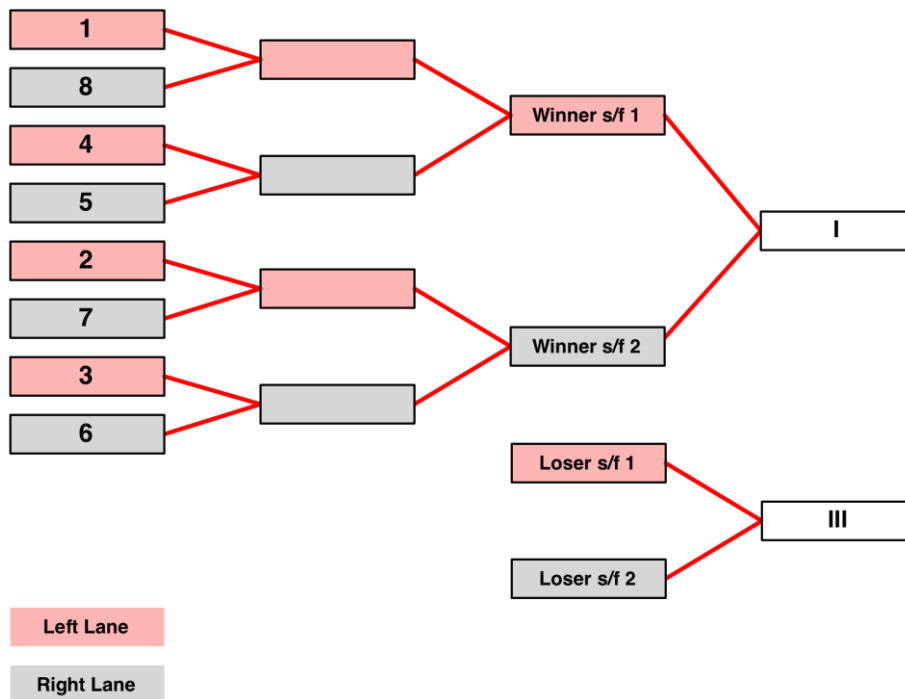 1
8
4
5
2
7
3
6
Winner s/f 1
Winner s/f 2
I
Loser s/f 1
Loser s/f 2
III
Left Lane
Right Lane